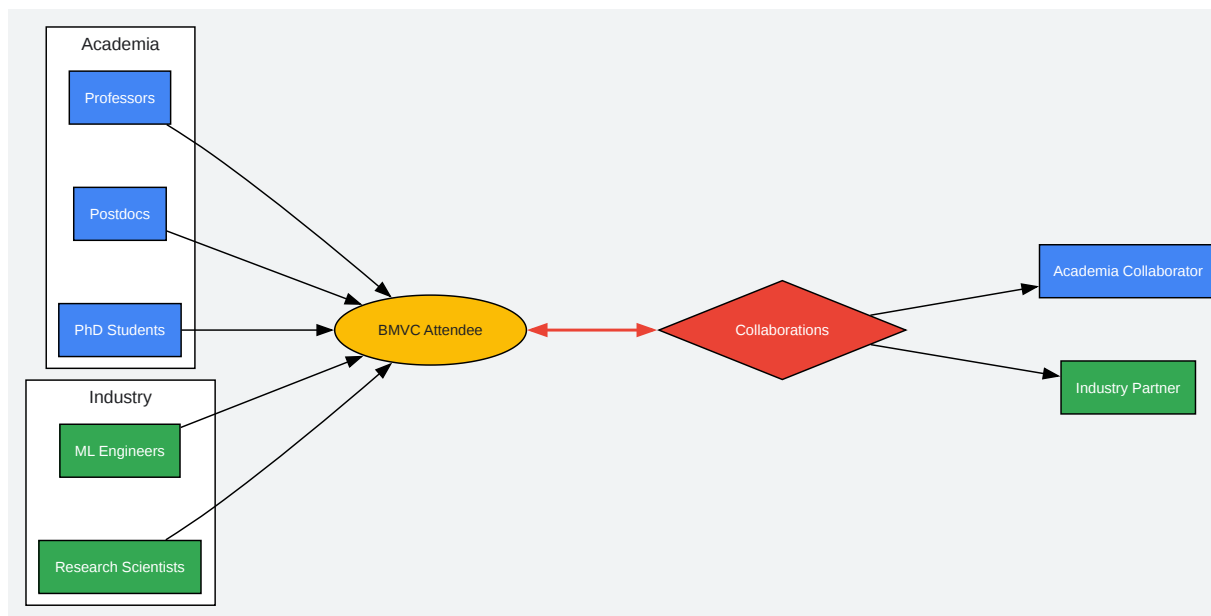 Academia
Professors
Postdocs
PhD Students
Industry
ML Engineers
Research Scientists
BMVC Attendee
Collaborations
Academia Collaborator
Industry Partner